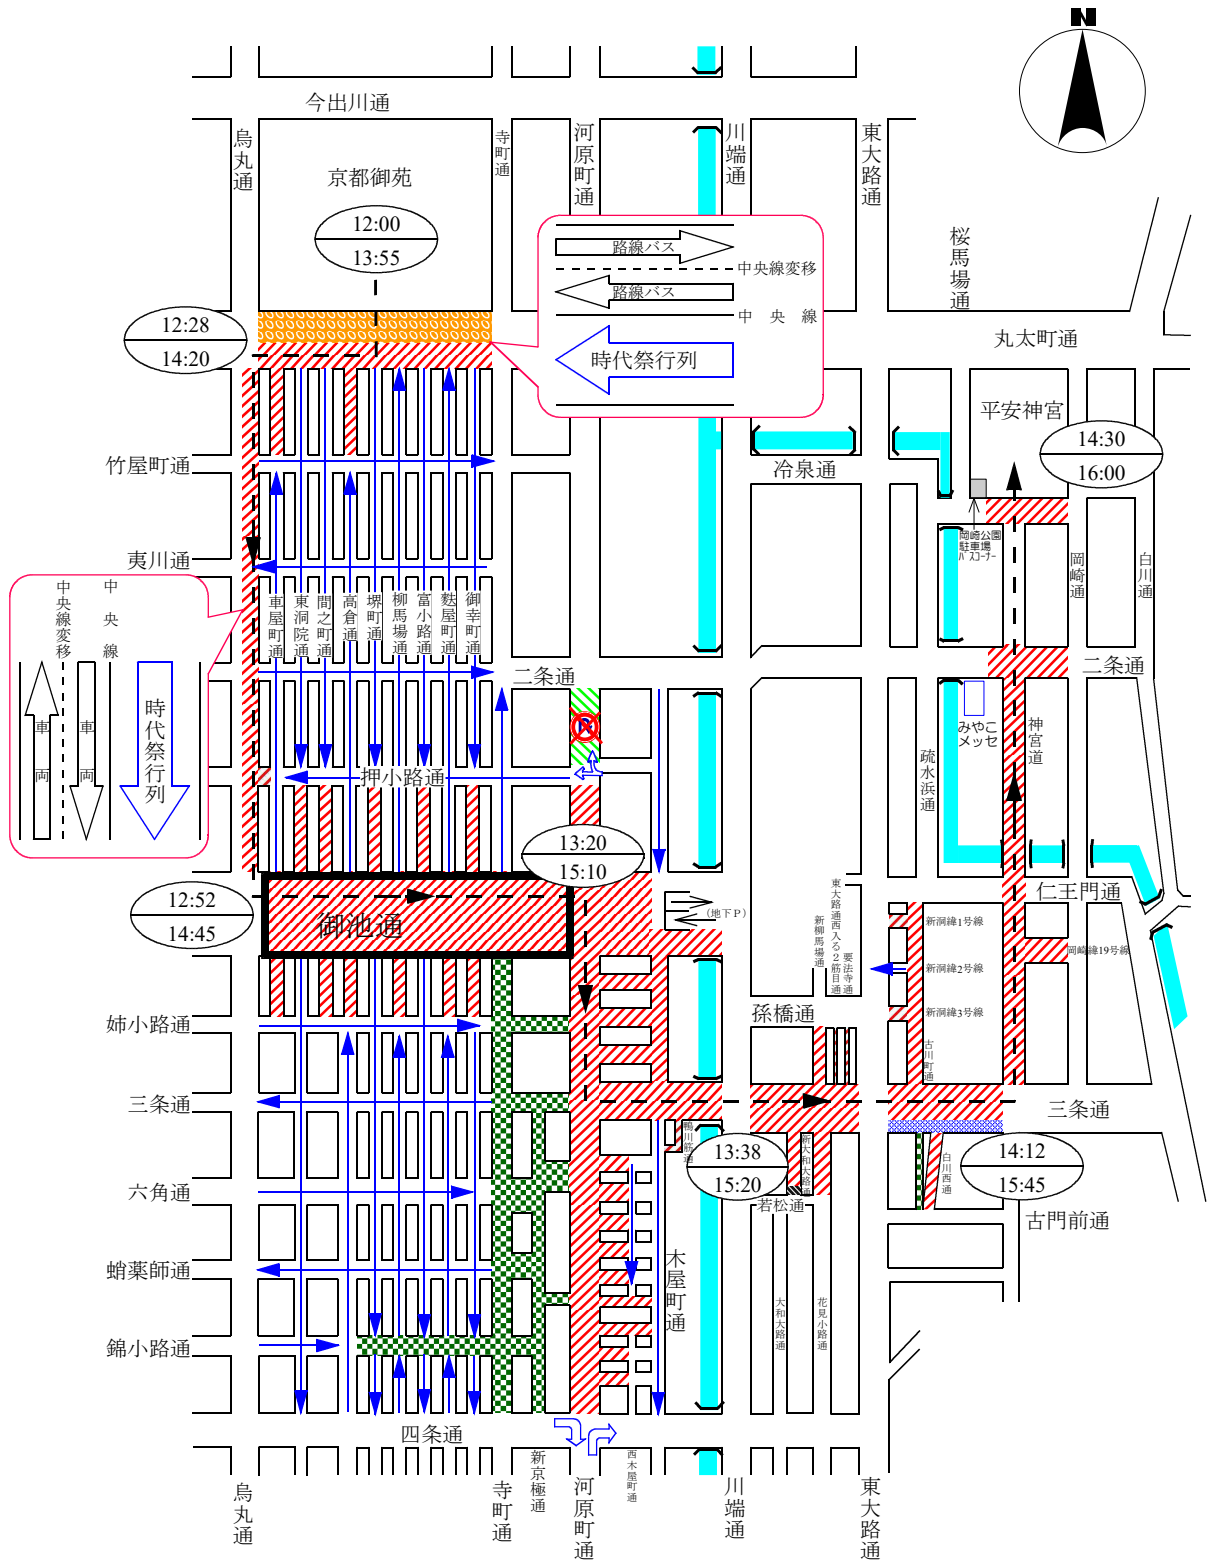 N
今出川通
烏丸通
寺町通
河原町通
川端通
東大路通
京都御苑
12:00
13:55
桜馬場通
路線バス
中央線変移
路線バス
中央線
時代祭行列
12:28
14:20
丸太町通
平安神宮
14:30
16:00
竹屋町通
冷泉通
岡崎公園
駐車場
バスコーナー
夷川通
岡崎通
白川通
中央線変移
中央線
車両
車両
時代祭行列
車屋町通
東洞院通
間之町通
高倉通
堺町通
柳馬場通
富小路通
麩屋町通
御幸町通
二条通
二条通
みやこ
メッセ
神宮道
疏水浜通
押小路通
13:20
15:10
12:52
14:45
御池通
(地下P)
東大路通西入る2筋目通
新柳馬場通
要法寺通
仁王門通
新洞緯1号線
新洞緯2号線
新洞緯3号線
岡崎緯19号線
姉小路通
孫橋通
古川町通
三条通
三条通
鴨川筋通
13:38
15:20
新大和大路通
14:12
15:45
白川西通
六角通
若松通
古門前通
蛸薬師通
木屋町通
大和大路通
花見小路通
錦小路通
四条通
新京極通
西木屋町通
烏丸通
寺町通
河原町通
川端通
東大路通